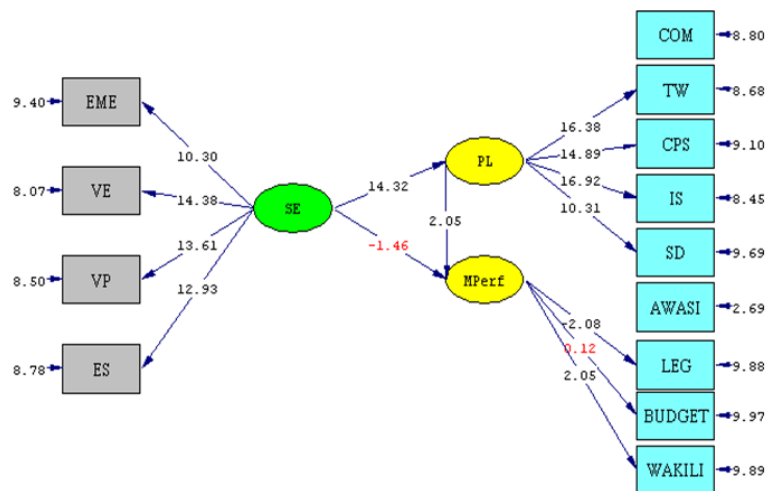 COM 8.80
TW 8.68
9.40 EME
16.38
CPS 9.10
10.30
14.89
PL
16.92
IS 8.45
8.07 VE
14.38
14.32
10.31
SE
13.61
2.05
SD 9.69
-1.46
8.50 VP
12.93
MPerf
AWASI 2.69
-2.08
0.12
LEG 9.88
8.78 ES
2.05
BUDGET 9.97
WAKILI 9.89